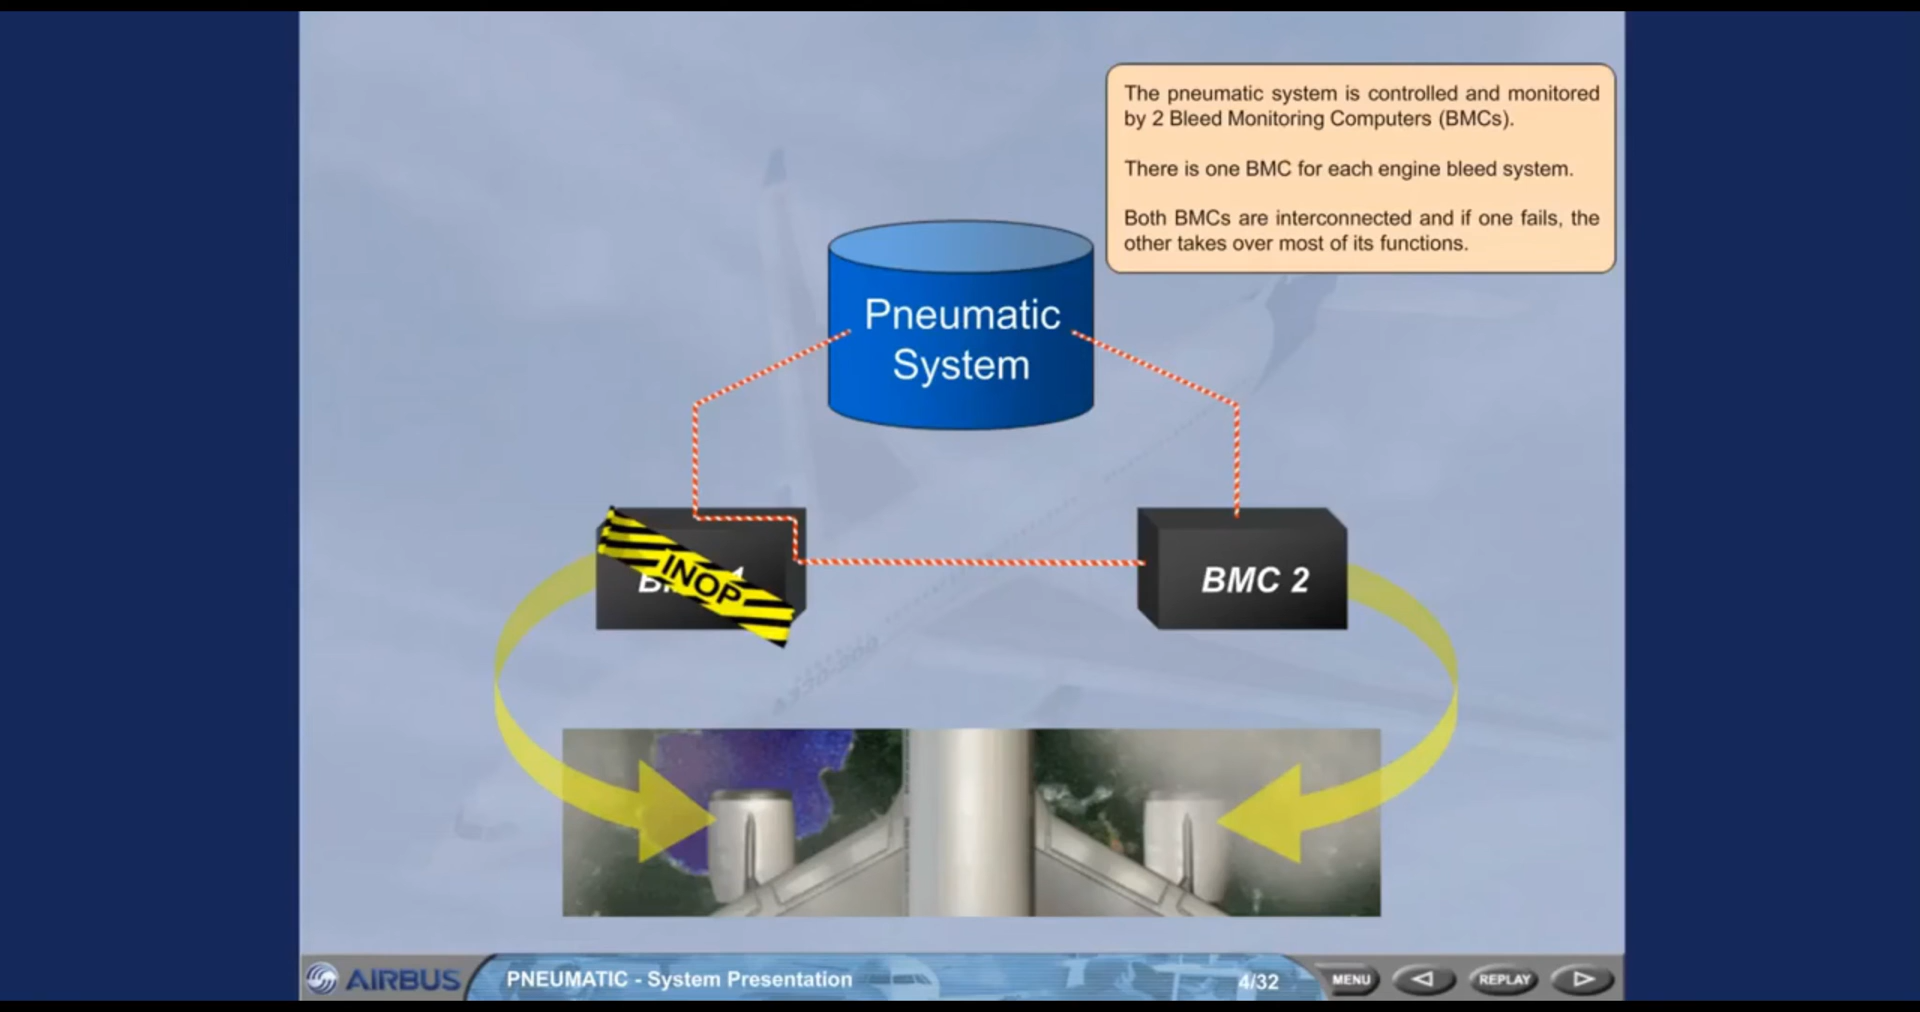 The pneumatic system is controlled and monitored
by 2 Bleed Monitoring Computers (BMCs).
There is one BMC for each engine bleed system.
Both BMCs are interconnected and if one fails, the
other takes over most of its functions.
Pneumatic
System
INOP
BMC 2
AIRBUS
PNEUMATIC - System Presentation
4/32
MENU
REPLAY